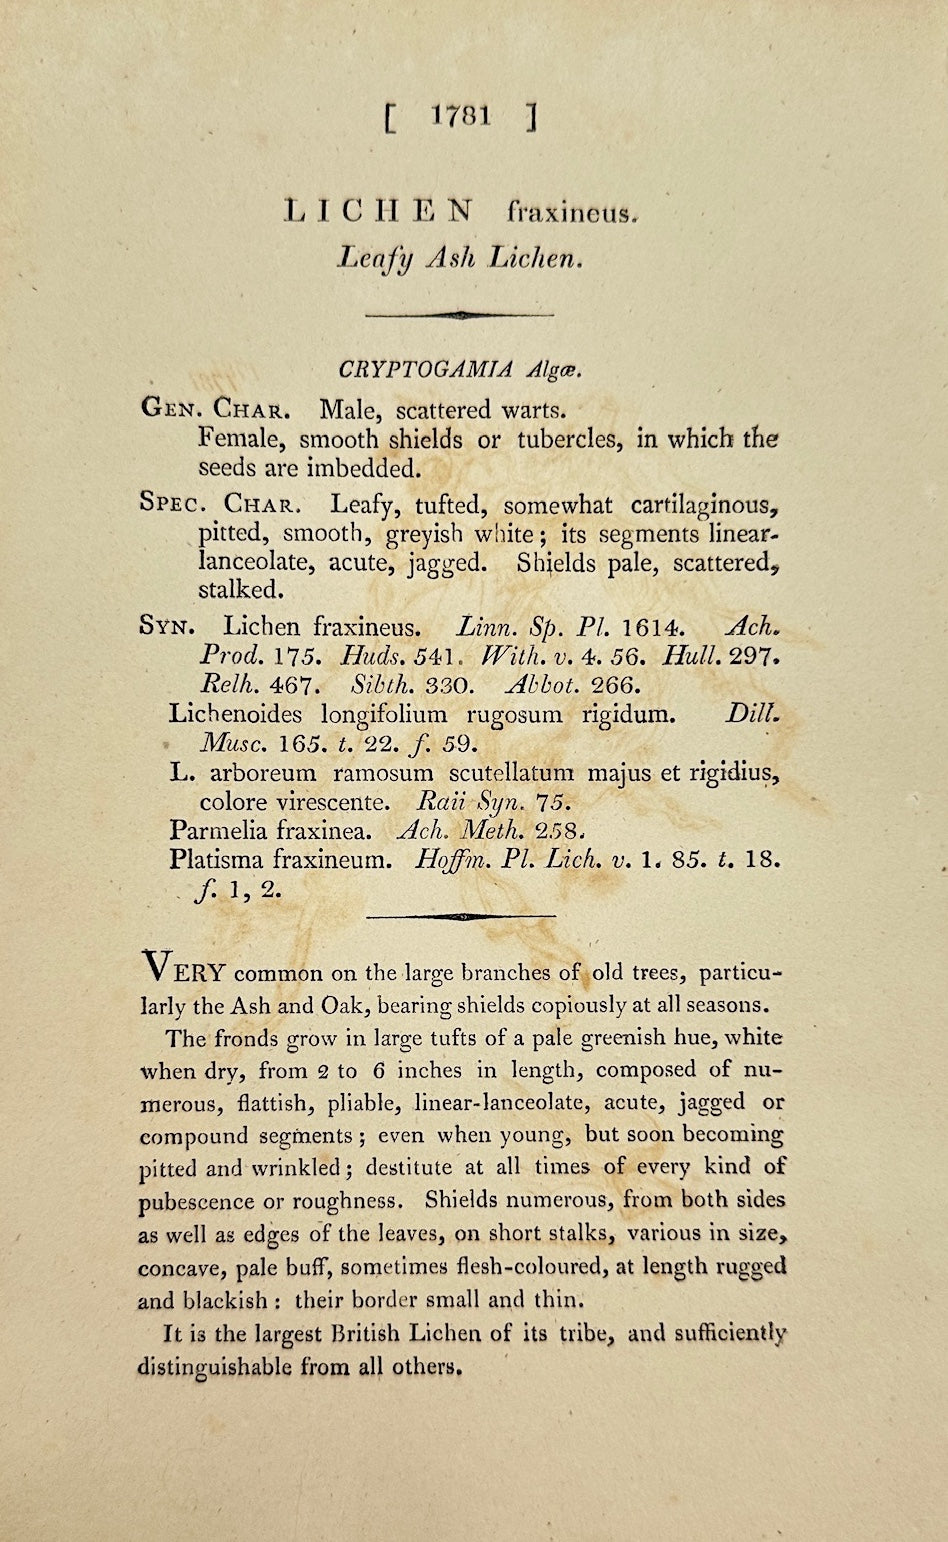 [ 1781 ]
LICHEN fraxineus.
Leafy Ash Lichen.
CRYPTOGAMIA Algæ.
GEN. CHAR. Male, scattered warts.
Female, smooth shields or tubercles, in which the
seeds are imbedded.
SPEC. CHAR. Leafy, tufted, somewhat cartilaginous,
pitted, smooth, greyish white; its segments linear-
lanceolate, acute, jagged. Shields pale, scattered,
stalked.
SYN. Lichen fraxineus. Linn. Sp. Pl. 1614. Ach.
Prod. 175. Huds. 541. With. v. 4. 56. Hull. 297.
Relh. 467. Sibth. 330. Abbot. 266.
Lichenoides longifolium rugosum rigidum. Dill.
Musc. 165. t. 22. f. 59.
L. arboreum ramosum scutellatum majus et rigidius,
colore virescente. Raii Syn. 75.
Parmelia fraxinea. Ach. Meth. 258.
Platisma fraxineum. Hoffm. Pl. Lich. v. 1. 85. t. 18.
f. 1, 2.
VERY common on the large branches of old trees, particu-
larly the Ash and Oak, bearing shields copiously at all seasons.
The fronds grow in large tufts of a pale greenish hue, white
when dry, from 2 to 6 inches in length, composed of nu-
merous, flattish, pliable, linear-lanceolate, acute, jagged or
compound segments; even when young, but soon becoming
pitted and wrinkled; destitute at all times of every kind of
pubescence or roughness. Shields numerous, from both sides
as well as edges of the leaves, on short stalks, various in size,
concave, pale buff, sometimes flesh-coloured, at length rugged
and blackish: their border small and thin.
It is the largest British Lichen of its tribe, and sufficiently
distinguishable from all others.